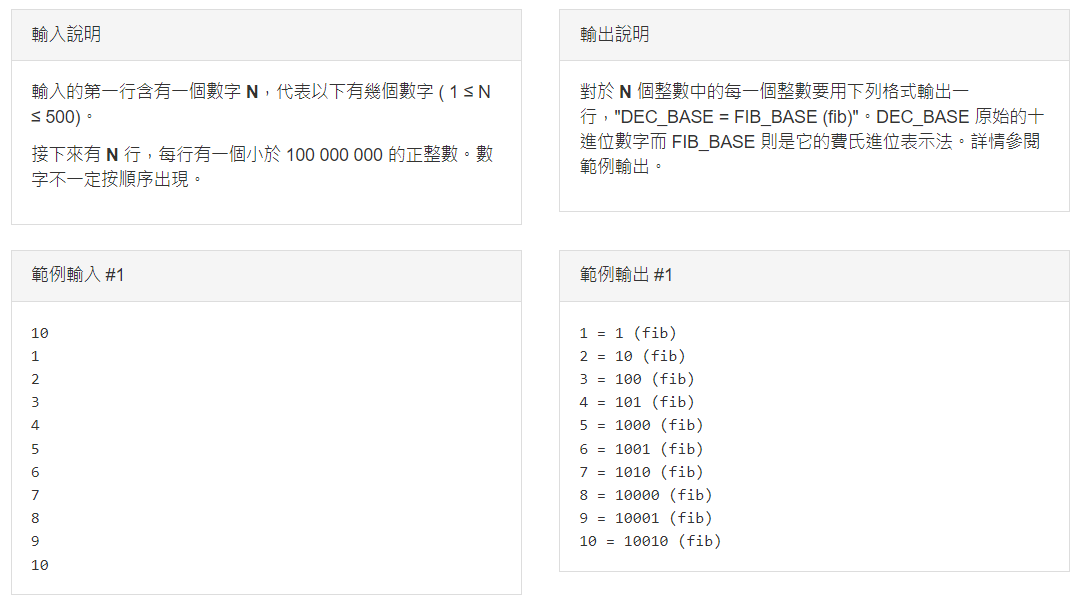 輸入說明
輸入的第一行含有一個數字 N，代表以下有幾個數字 ( 1 ≤ N
≤ 500)。
接下來有 N 行，每行有一個小於 100 000 000 的正整數。數
字不一定按順序出現。
輸出說明
對於 N 個整數中的每一個整數要用下列格式輸出一
行，"DEC_BASE = FIB_BASE (fib)"。DEC_BASE 原始的十
進位數字而 FIB_BASE 則是它的費氏進位表示法。詳情參閱
範例輸出。
範例輸入 #1
10
1
2
3
4
5
6
7
8
9
10
範例輸出 #1
1 = 1 (fib)
2 = 10 (fib)
3 = 100 (fib)
4 = 101 (fib)
5 = 1000 (fib)
6 = 1001 (fib)
7 = 1010 (fib)
8 = 10000 (fib)
9 = 10001 (fib)
10 = 10010 (fib)